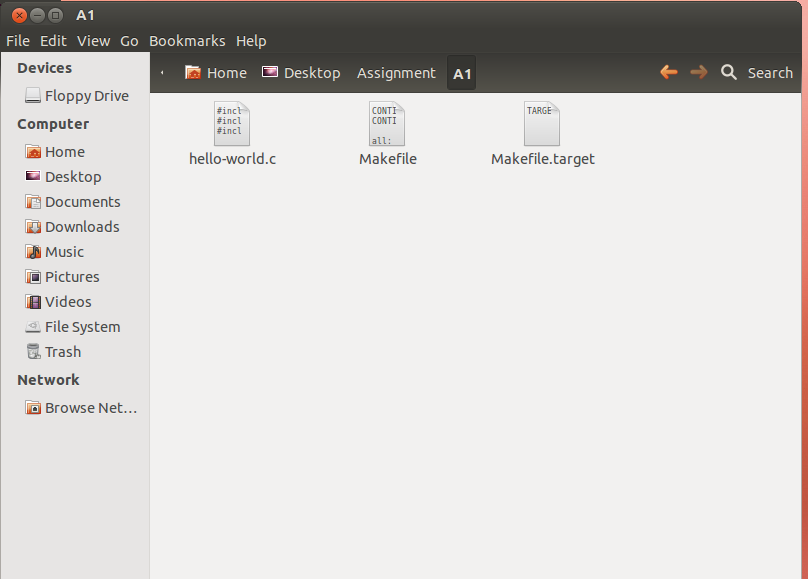 A1
File Edit View Go Bookmarks Help
Devices
Floppy Drive
Computer
Home
Desktop
Documents
Downloads
Music
Pictures
Videos
File System
Trash
Network
Browse Net…
Home Desktop Assignment A1 Search
#incl
#incl
#incl
hello-world.c
CONTI
CONTI
all:
Makefile
TARGE
Makefile.target